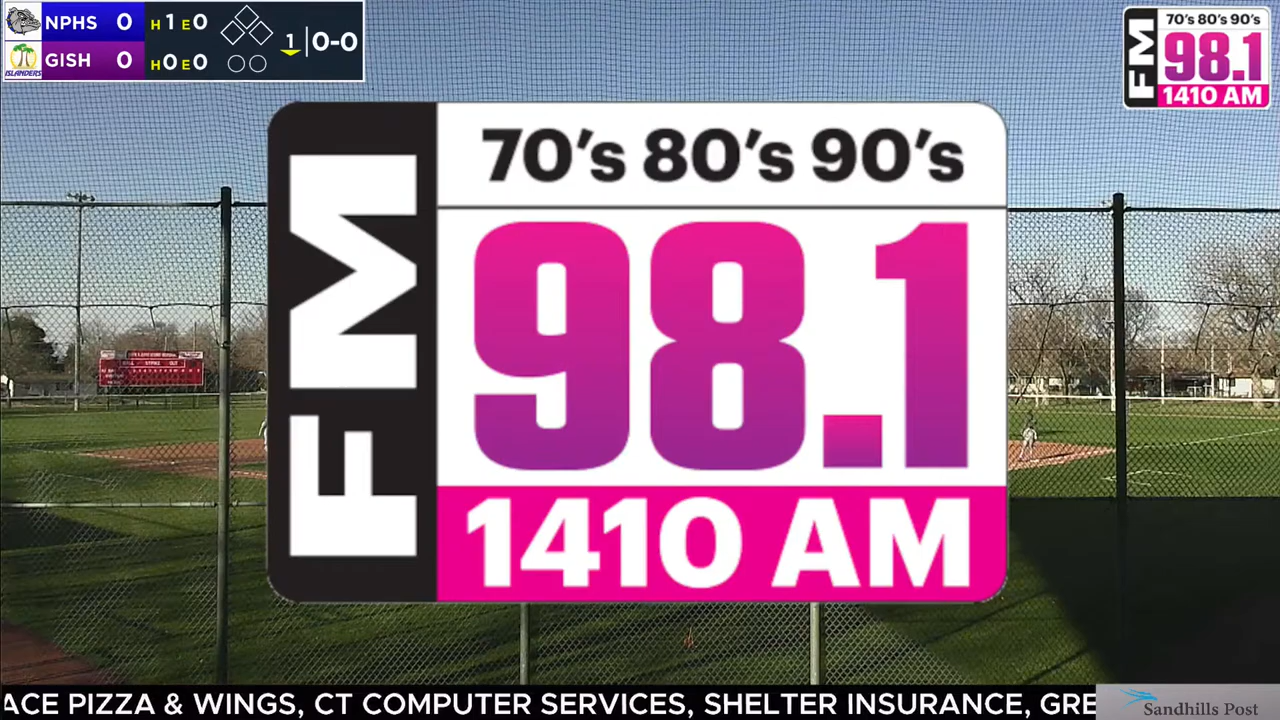 NPHS 0 H 1 E 0
GISH 0 H 0 E 0
1 0-0
ISLANDERS
70's 80's 90's
FM
98.1
1410 AM
70's 80's 90's
FM
98.1
1410 AM
ACE PIZZA & WINGS, CT COMPUTER SERVICES, SHELTER INSURANCE, GRE
Sandhills Post